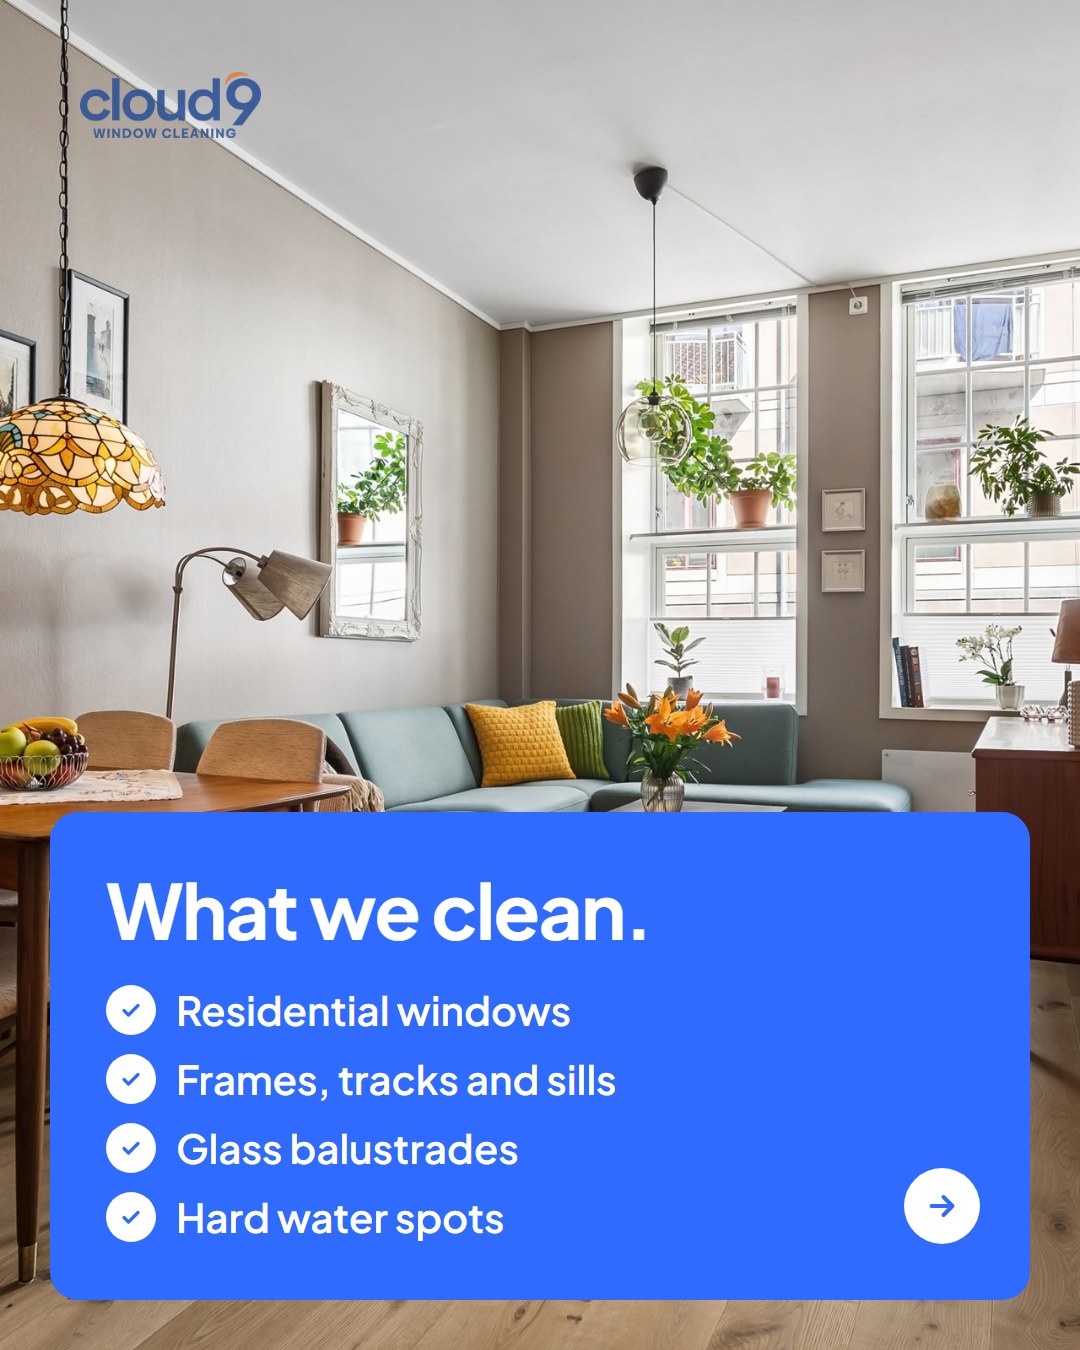 cloud9
WINDOW CLEANING
What we clean.
Residential windows
Frames, tracks and sills
Glass balustrades
Hard water spots